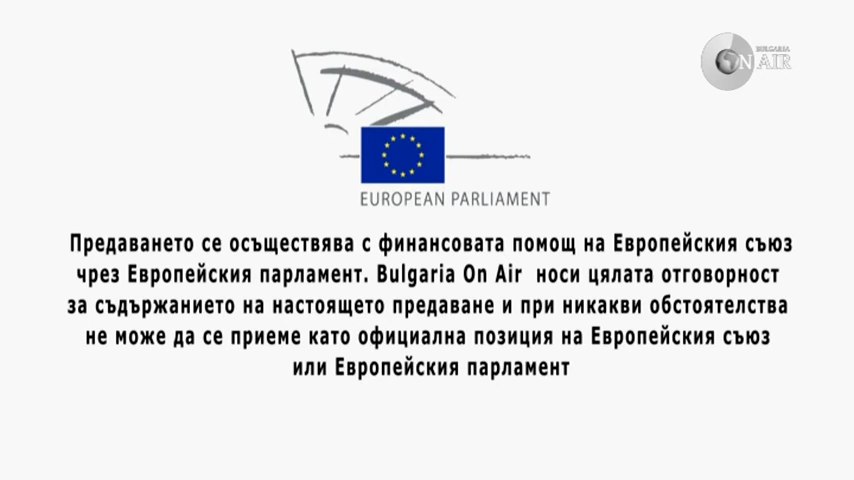 BULGARIA
ON AIR
EUROPEAN PARLIAMENT
Предаването се осъществява с финансовата помощ на Европейския съюз
чрез Европейския парламент. Bulgaria On Air носи цялата отговорност
за съдържанието на настоящето предаване и при никакви обстоятелства
не може да се приеме като официална позиция на Европейския съюз
или Европейския парламент